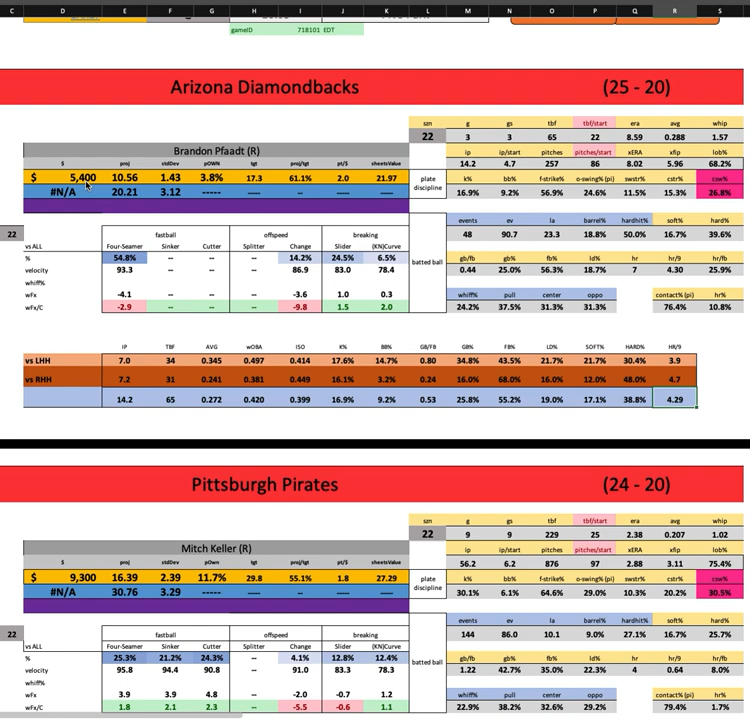 C D E F G H I J K L M N O P Q R S
gameID 718101 EDT
Arizona Diamondbacks (25 - 20)
szn g gs tbf tbf/start era avg whip
22 3 3 65 22 8.59 0.288 1.57
Brandon Pfaadt (R) ip ip/start pitches pitches/start xERA xfip lob%
$ proj stdDev pOWN tgt proj/tgt pt/$ sheetsValue 14.2 4.7 257 86 8.02 5.96 68.2%
$ 5,400 10.56 1.43 3.8% 17.3 61.1% 2.0 21.97 plate discipline k% bb% f-strike% o-swing% (pi) swstr% cstr% csw%
#N/A 20.21 3.12 ----- ---- -- ---- ---- 16.9% 9.2% 56.9% 24.6% 11.5% 15.3% 26.8%
events ev la barrel% hardhit% soft% hard%
22 fastball offspeed breaking 48 90.7 23.3 18.8% 50.0% 16.7% 39.6%
vs ALL Four-Seamer Sinker Cutter Splitter Change Slider (KN)Curve
% 54.8% -- -- -- 14.2% 24.5% 6.5% batted ball gb/fb gb% fb% ld% hr hr/9 hr/fb
velocity 93.3 -- -- -- 86.9 83.0 78.4 0.44 25.0% 56.3% 18.7% 7 4.30 25.9%
whiff%
wFx -4.1 -- -- -- -3.6 1.0 0.3 whiff% pull center oppo contact% (pi) hr%
wFx/C -2.9 -- -- -- -9.8 1.5 2.0 24.2% 37.5% 31.3% 31.3% 76.4% 10.8%
IP TBF AVG wOBA ISO K% BB% GB/FB GB% FB% LD% SOFT% HARD% HR/9
vs LHH 7.0 34 0.345 0.497 0.414 17.6% 14.7% 0.80 34.8% 43.5% 21.7% 21.7% 30.4% 3.9
vs RHH 7.2 31 0.241 0.381 0.449 16.1% 3.2% 0.24 16.0% 68.0% 16.0% 12.0% 48.0% 4.7
14.2 65 0.272 0.420 0.399 16.9% 9.2% 0.53 25.8% 55.2% 19.0% 17.1% 38.8% 4.29
Pittsburgh Pirates (24 - 20)
szn g gs tbf tbf/start era avg whip
22 9 9 229 25 2.38 0.207 1.02
Mitch Keller (R) ip ip/start pitches pitches/start xERA xfip lob%
$ proj stdDev pOwn tgt proj/tgt pt/$ sheetsValue 56.2 6.1 876 97 2.88 3.11 75.4%
$ 9,300 16.39 2.39 11.7% 29.8 55.1% 1.8 27.29 plate discipline k% bb% f-strike% o-swing% (pi) swstr% cstr% csw%
#N/A 30.76 3.29 ----- ---- -- ---- ---- 30.1% 6.1% 64.6% 29.0% 10.3% 20.2% 30.5%
events ev la barrel% hardhit% soft% hard%
22 fastball offspeed breaking 144 86.0 10.1 9.0% 27.1% 16.7% 25.7%
vs ALL Four-Seamer Sinker Cutter Splitter Change Slider (KN)Curve
% 25.3% 21.2% 24.3% -- 4.1% 12.8% 12.4% batted ball gb/fb gb% fb% ld% hr hr/9 hr/fb
velocity 95.8 94.4 90.8 -- 91.0 83.3 78.3 1.22 42.7% 35.0% 22.3% 4 0.64 8.0%
whiff%
wFx 3.9 3.9 4.8 -- -2.0 -0.7 1.2 whiff% pull center oppo contact% (pi) hr%
wFx/C 1.8 2.1 2.3 -- -5.5 -0.6 1.1 22.9% 38.2% 32.6% 29.2% 79.4% 1.7%